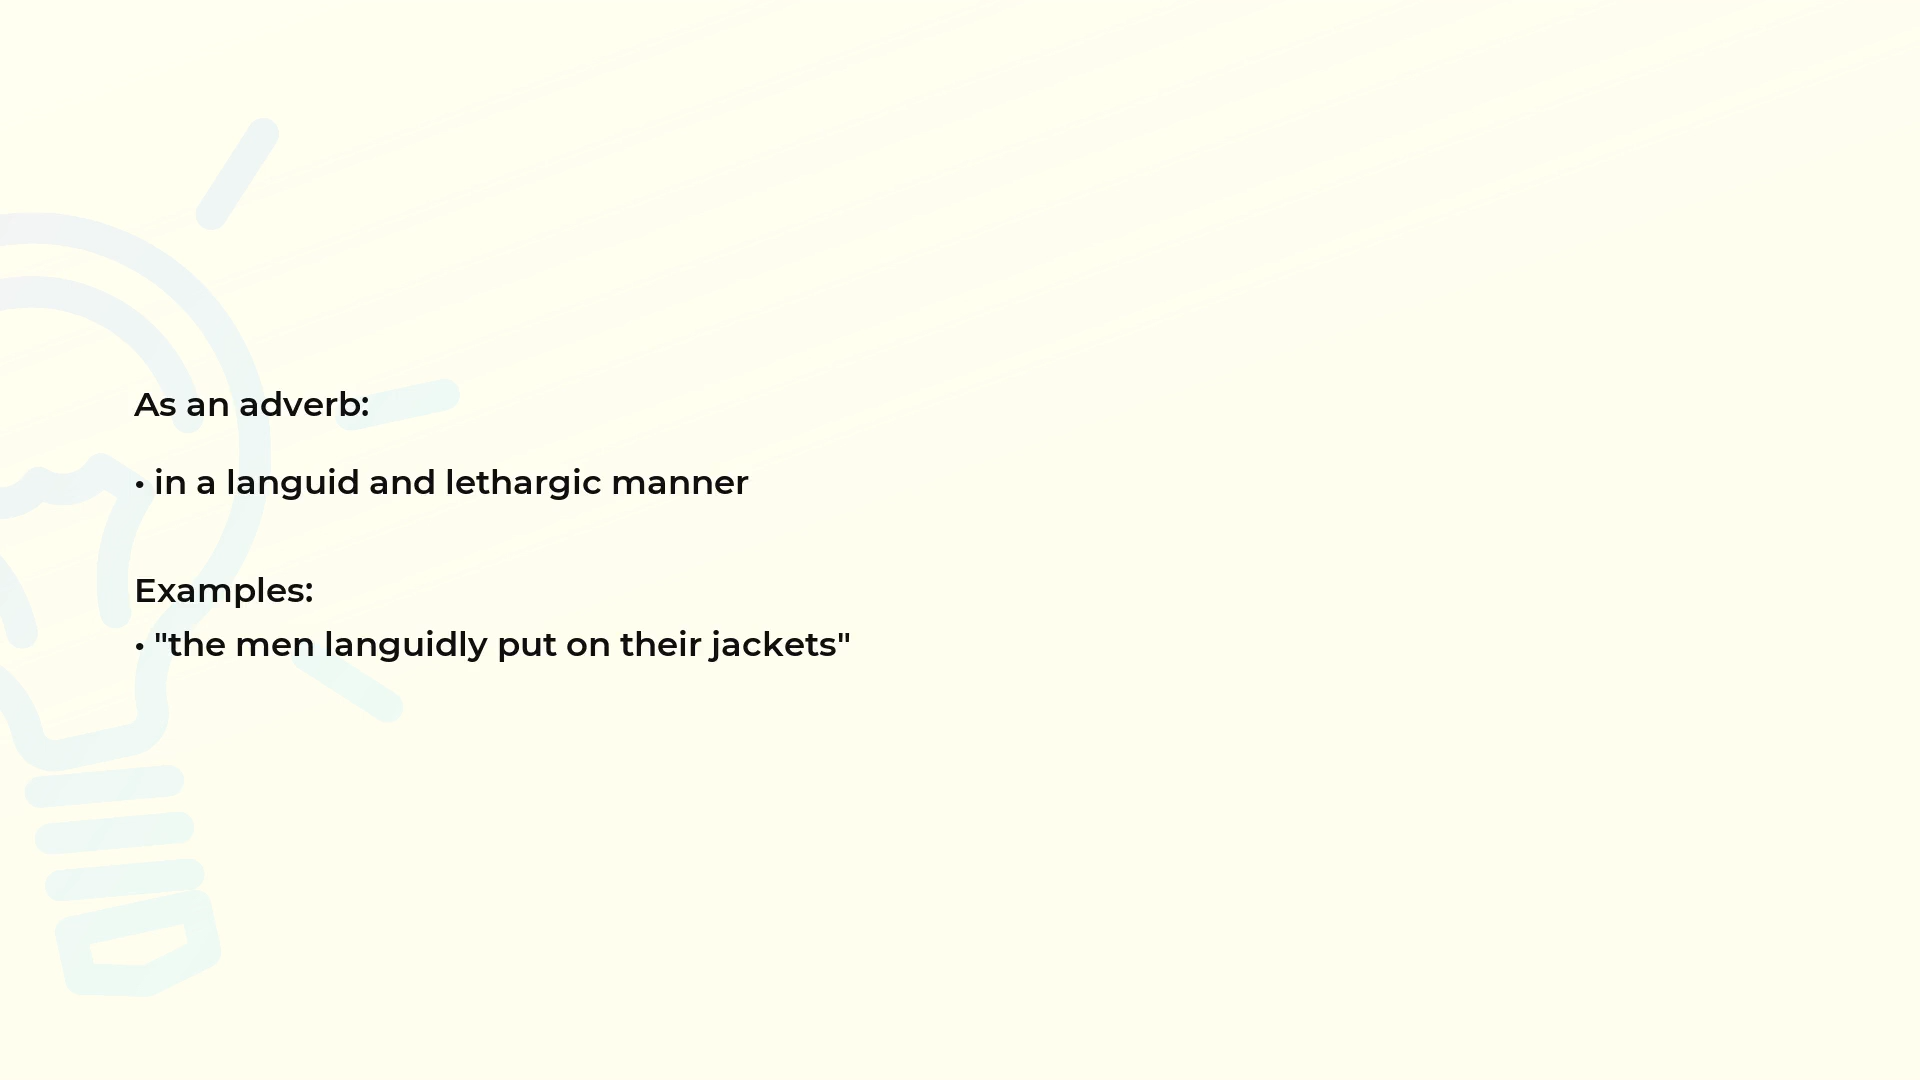 As an adverb:
• in a languid and lethargic manner
Examples:
• "the men languidly put on their jackets"